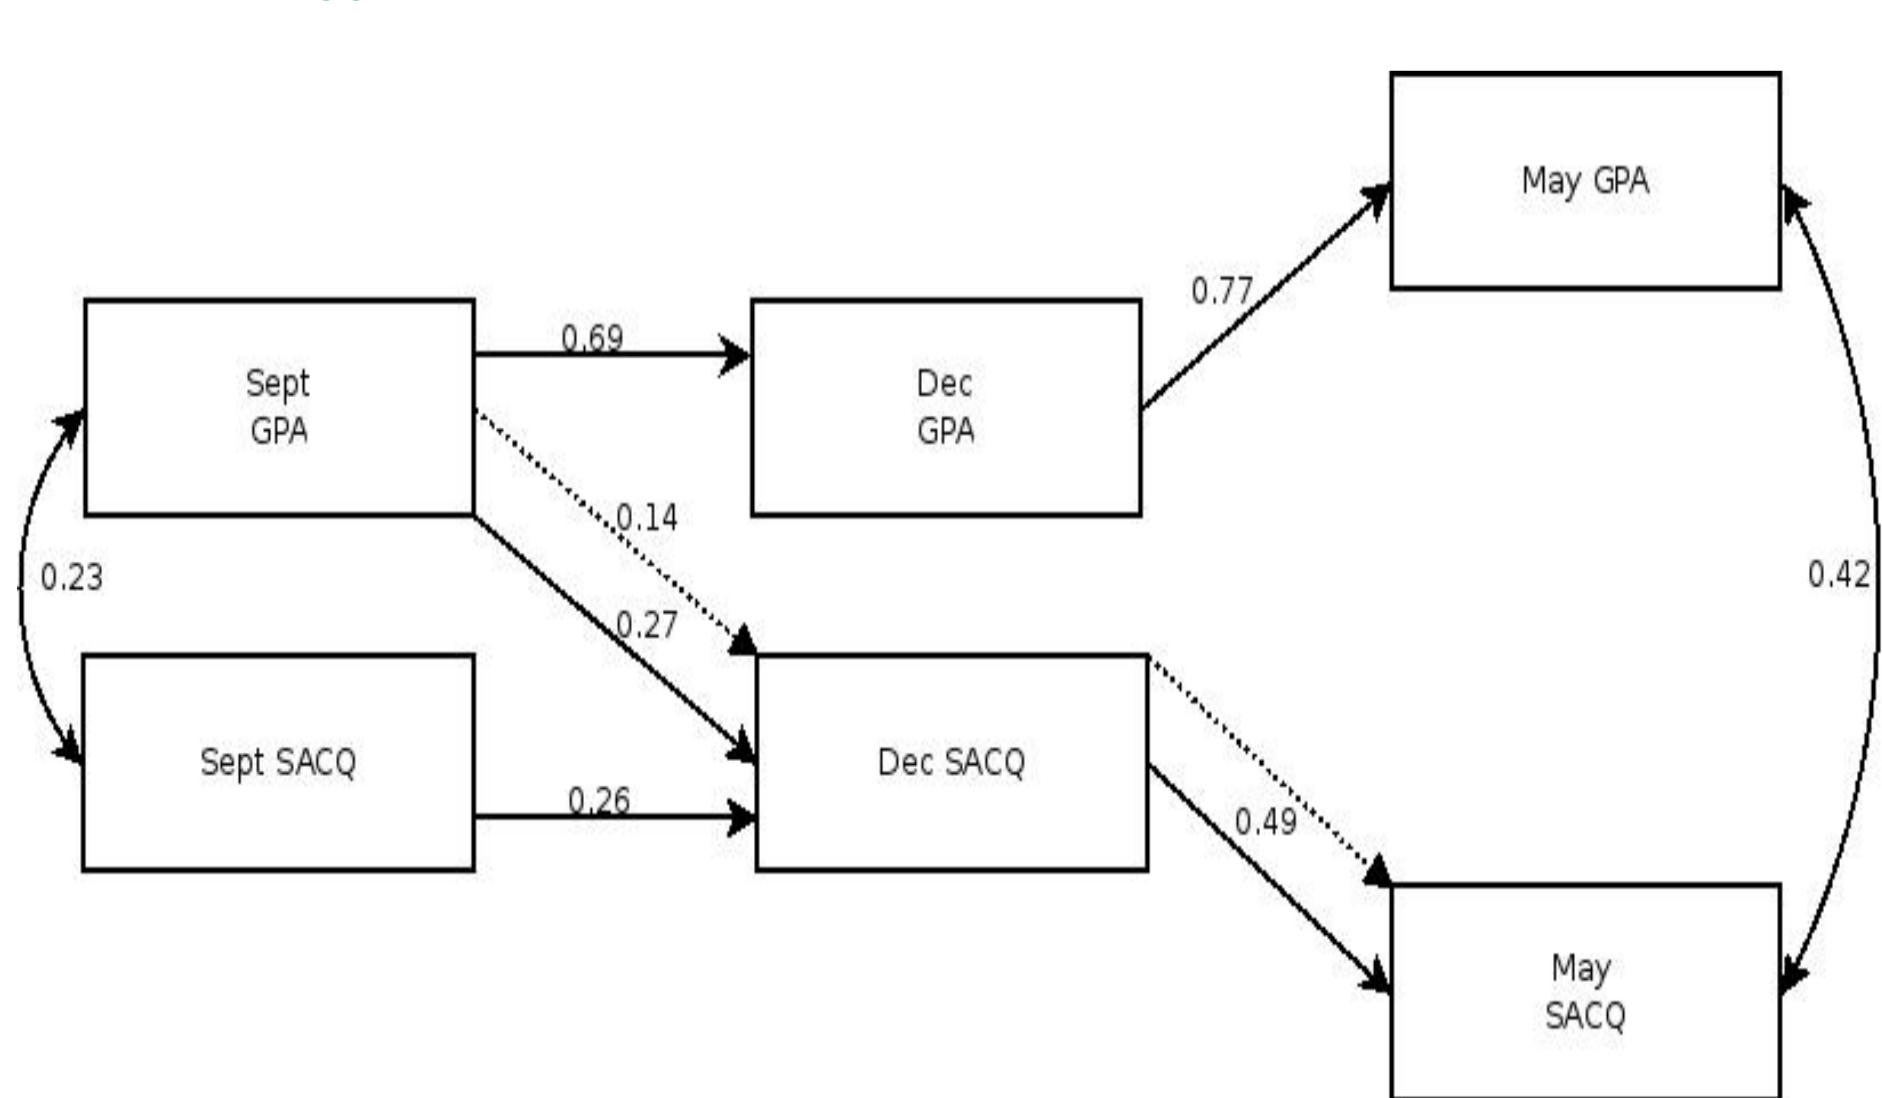 May GPA
0.77
0.69
Sept
GPA
Dec
GPA
0.14
0.23
0.42
0.27
Sept SACQ
Dec SACQ
0.26
0.49
May
SACQ